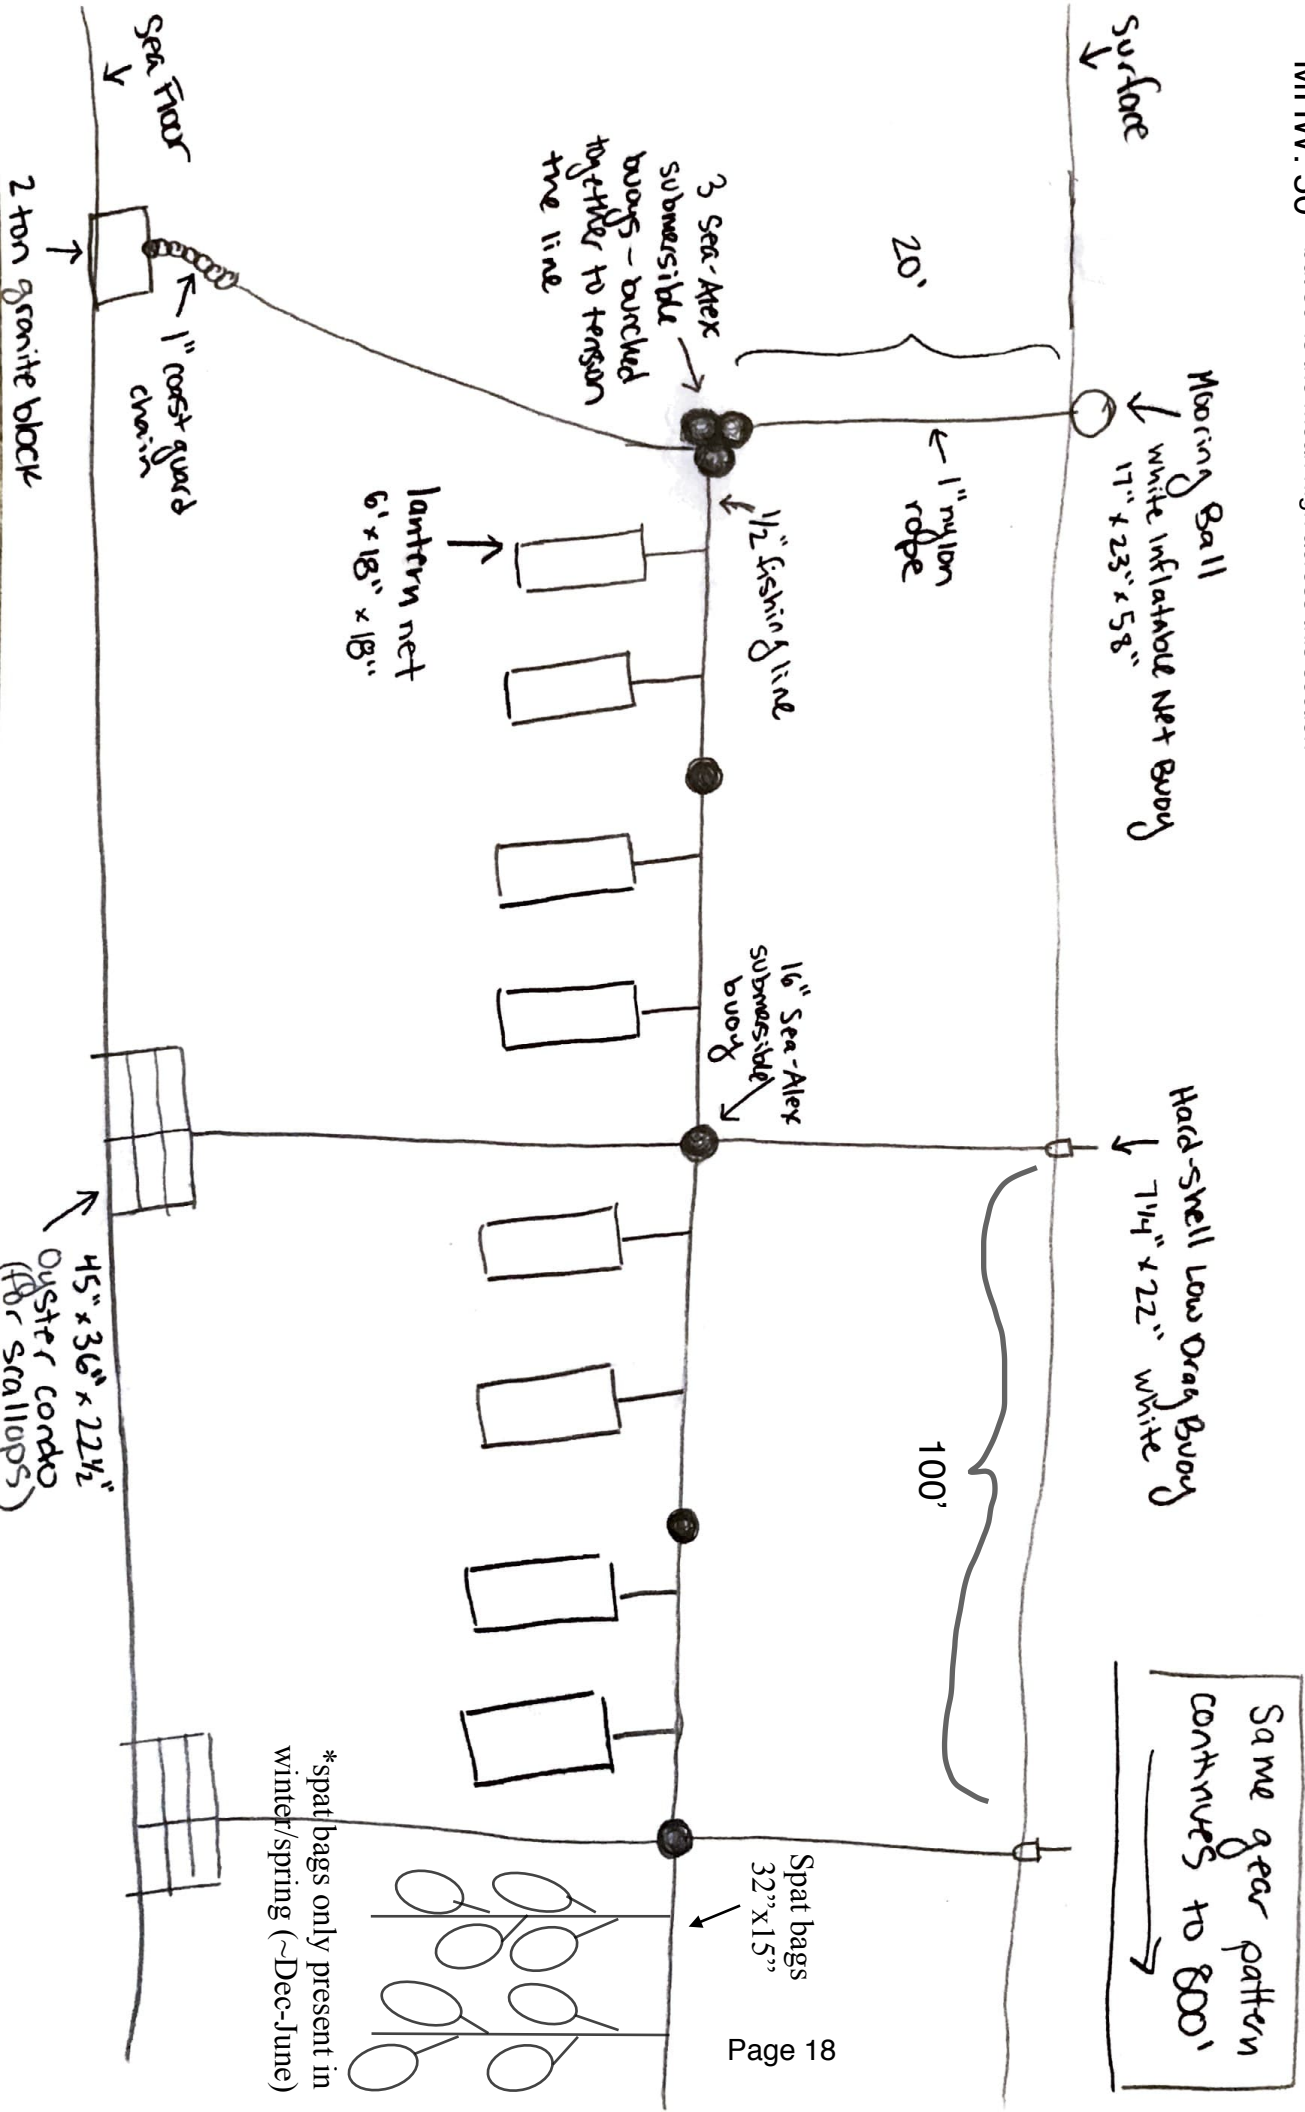 Surface
Mooring Ball
white Inflatable Net Buoy
17" x 23" x 58"
Hard-shell Low Drag Buoy
7 1/4" x 22" white
Same gear pattern
continues to 800'
20'
1" nylon
rope
100'
3 Sea-Alex
submersible
buoys - bunched
together to tension
the line
1/2" fishing line
16" Sea-Alex
submersible
buoy
Spat bags
32”x15”
lantern net
6' x 18" x 18"
*spat bags only present in
winter/spring (~Dec-June)
Sea Floor
1" coast guard
chain
2 ton granite block
45" x 36" x 22 1/2"
Oyster condo
(for scallops)
Page 18